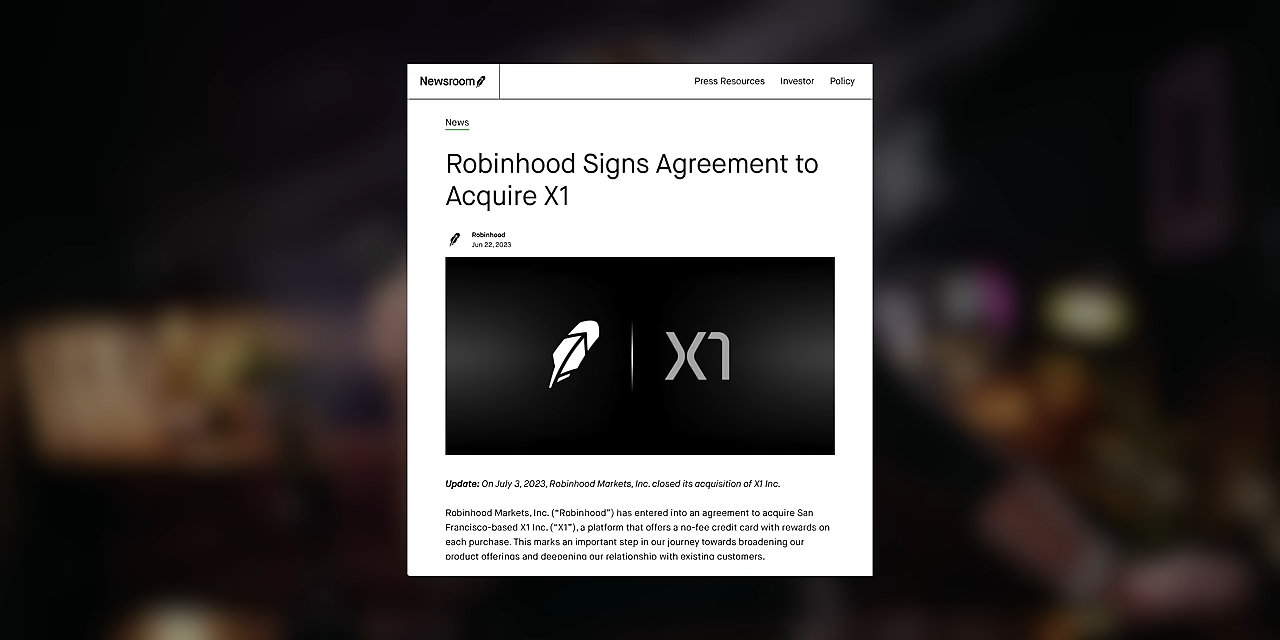 Newsroom
Press Resources Investor Policy
News
Robinhood Signs Agreement to
Acquire X1
Robinhood
Jun 22, 2023
X1
Update: On July 3, 2023, Robinhood Markets, Inc. closed its acquisition of X1 Inc.
Robinhood Markets, Inc. (“Robinhood”) has entered into an agreement to acquire San
Francisco-based X1 Inc. (“X1”), a platform that offers a no-fee credit card with rewards on
each purchase. This marks an important step in our journey towards broadening our
product offerings and deepening our relationship with existing customers.